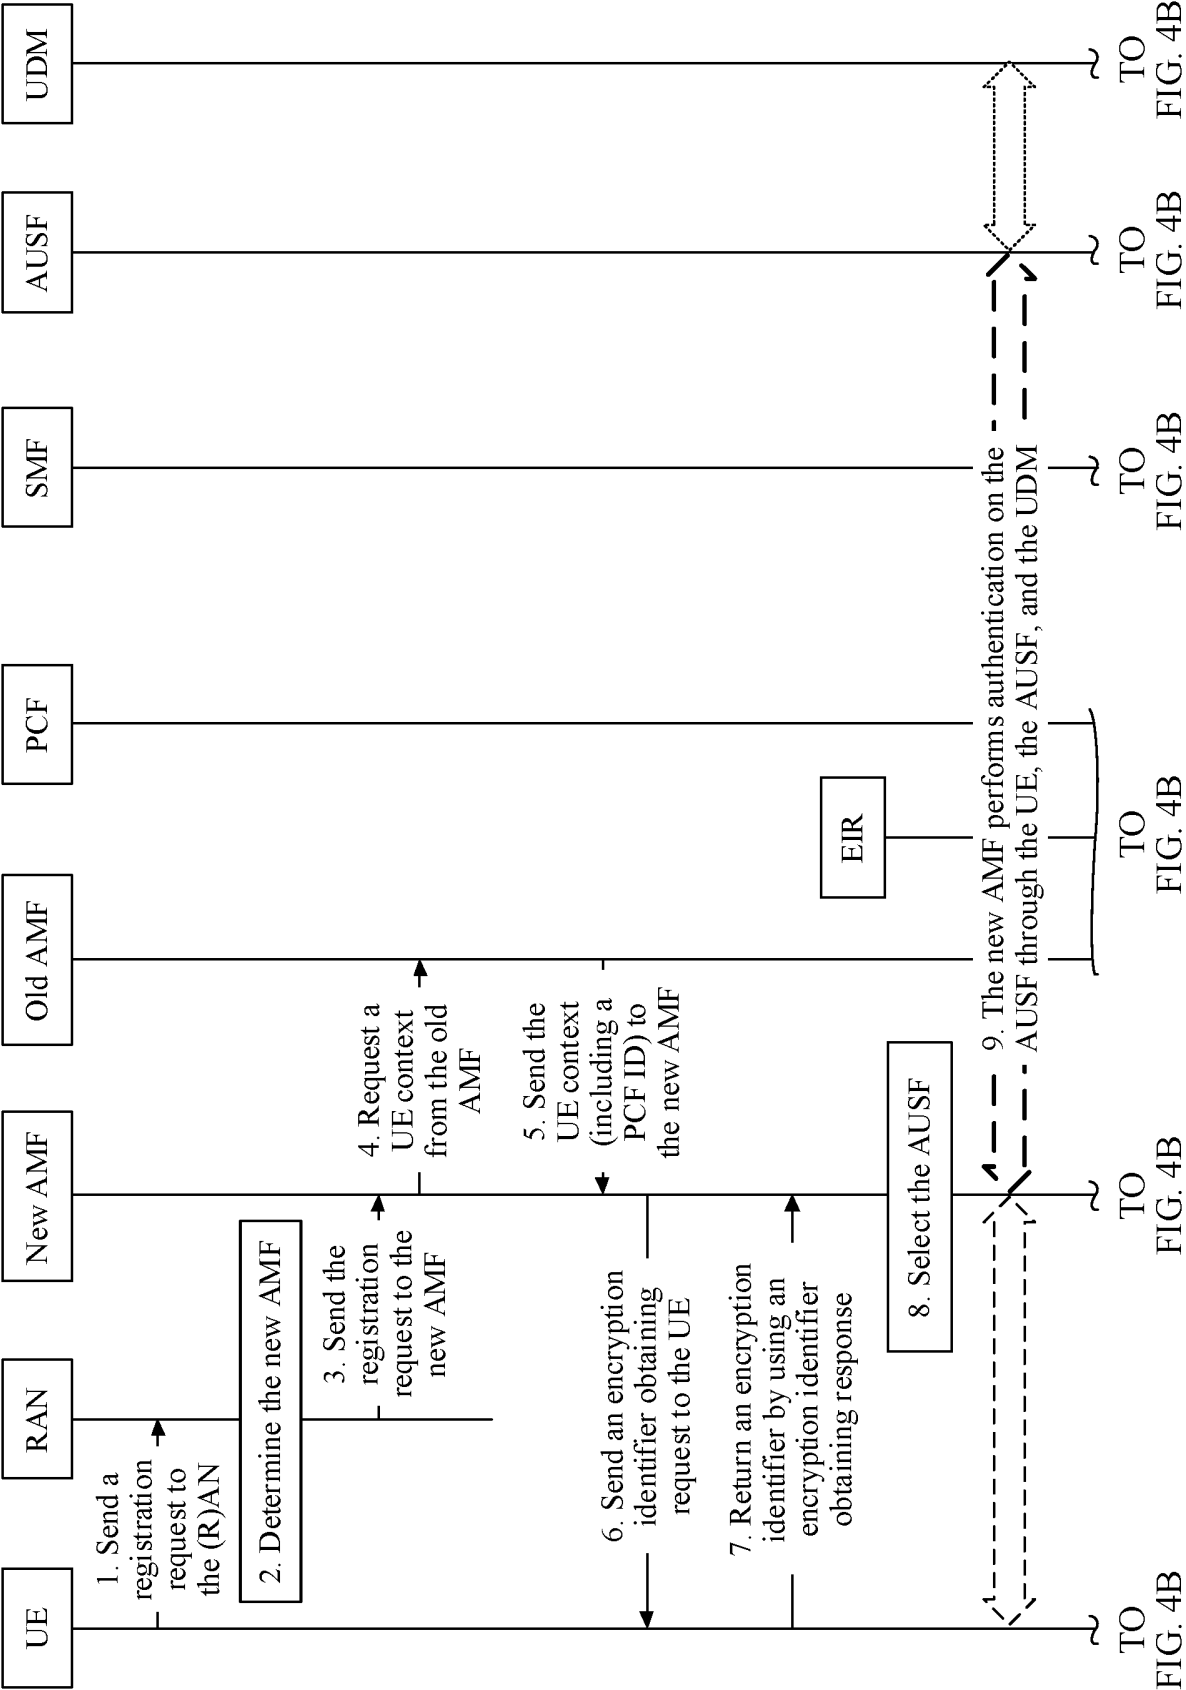 UE
RAN
New AMF
Old AMF
PCF
SMF
AUSF
UDM
1. Send a
registration
request to
the (R)AN
2. Determine the new AMF
3. Send the
registration
request to the
new AMF
4. Request a
UE context
from the old
AMF
5. Send the
UE context
(including a
PCF ID) to
the new AMF
6. Send an encryption
identifier obtaining
request to the UE
7. Return an encryption
identifier by using an
encryption identifier
obtaining response
EIR
8. Select the AUSF
9. The new AMF performs authentication on the
AUSF through the UE, the AUSF, and the UDM
TO
FIG. 4B
TO
FIG. 4B
TO
FIG. 4B
TO
FIG. 4B
TO
FIG. 4B
TO
FIG. 4B